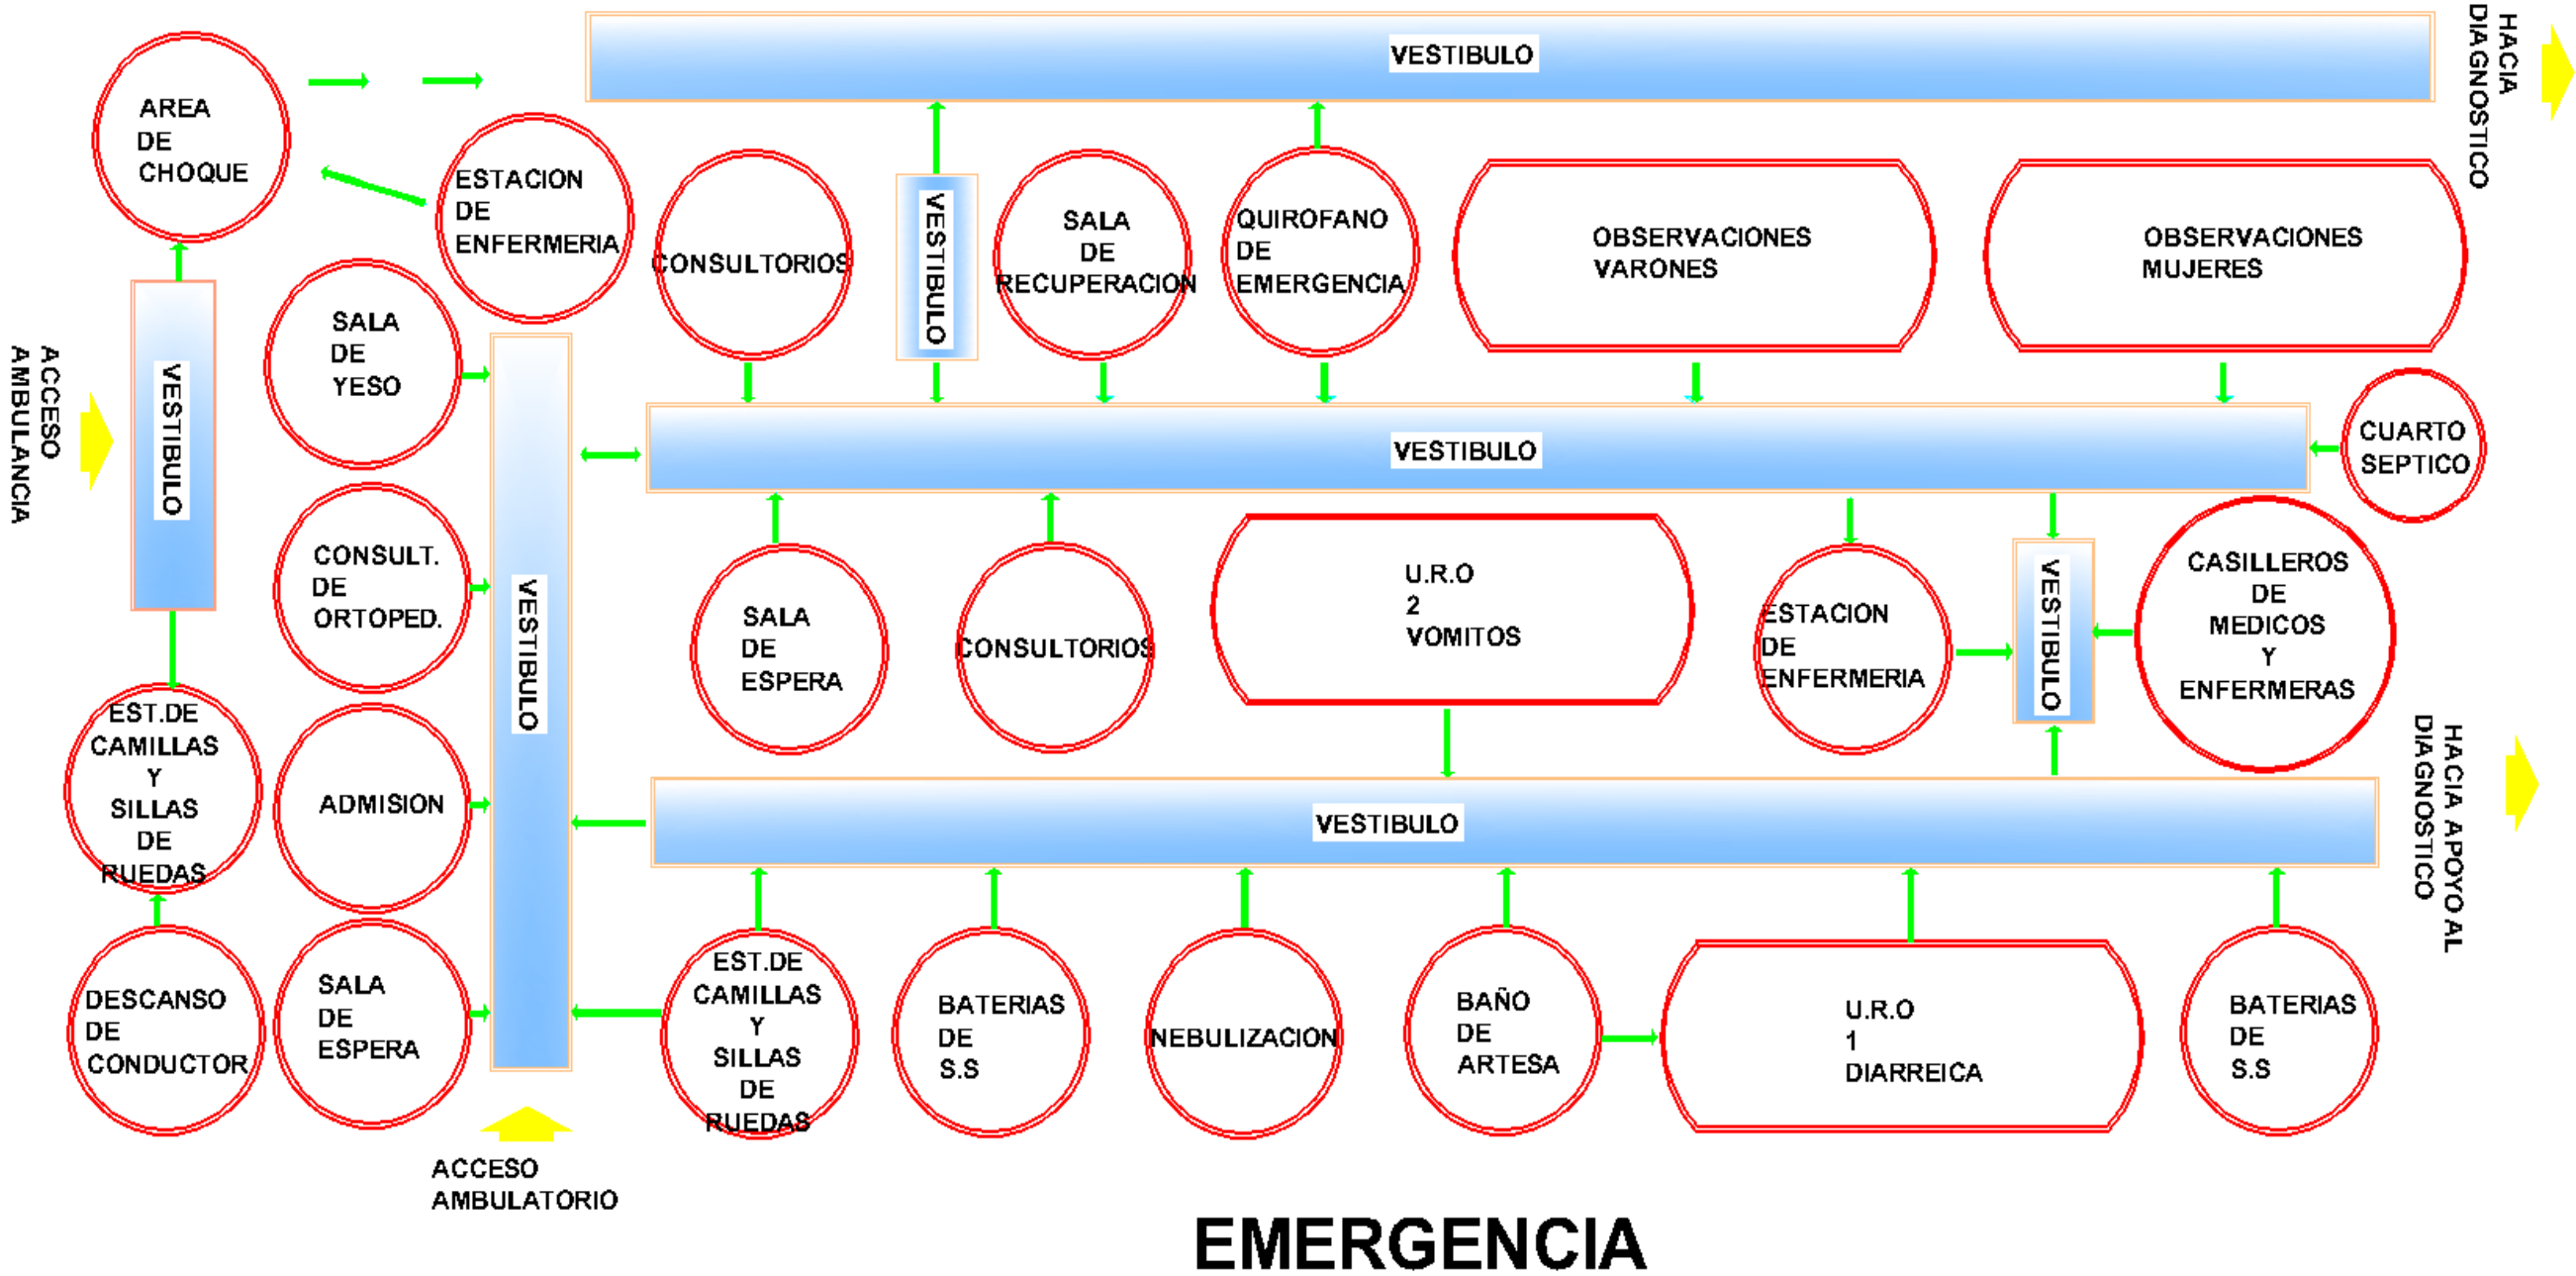 VESTIBULO
HACIA
DIAGNOSTICO
AREA
DE
CHOQUE
ESTACION
DE
ENFERMERIA
CONSULTORIOS
VESTIBULO
SALA
DE
RECUPERACION
QUIROFANO
DE
EMERGENCIA
OBSERVACIONES
VARONES
OBSERVACIONES
MUJERES
SALA
DE
YESO
ACCESO
AMBULANCIA
VESTIBULO
VESTIBULO
CUARTO
SEPTICO
CONSULT.
DE
ORTOPED.
VESTIBULO
SALA
DE
ESPERA
CONSULTORIOS
U.R.O
2
VOMITOS
ESTACION
DE
ENFERMERIA
VESTIBULO
CASILLEROS
DE
MEDICOS
Y
ENFERMERAS
EST.DE
CAMILLAS
Y
SILLAS
DE
RUEDAS
ADMISION
VESTIBULO
HACIA APOYO AL
DIAGNOSTICO
DESCANSO
DE
CONDUCTOR
SALA
DE
ESPERA
EST.DE
CAMILLAS
Y
SILLAS
DE
RUEDAS
BATERIAS
DE
S.S
NEBULIZACION
BAÑO
DE
ARTESA
U.R.O
1
DIARREICA
BATERIAS
DE
S.S
ACCESO
AMBULATORIO
EMERGENCIA